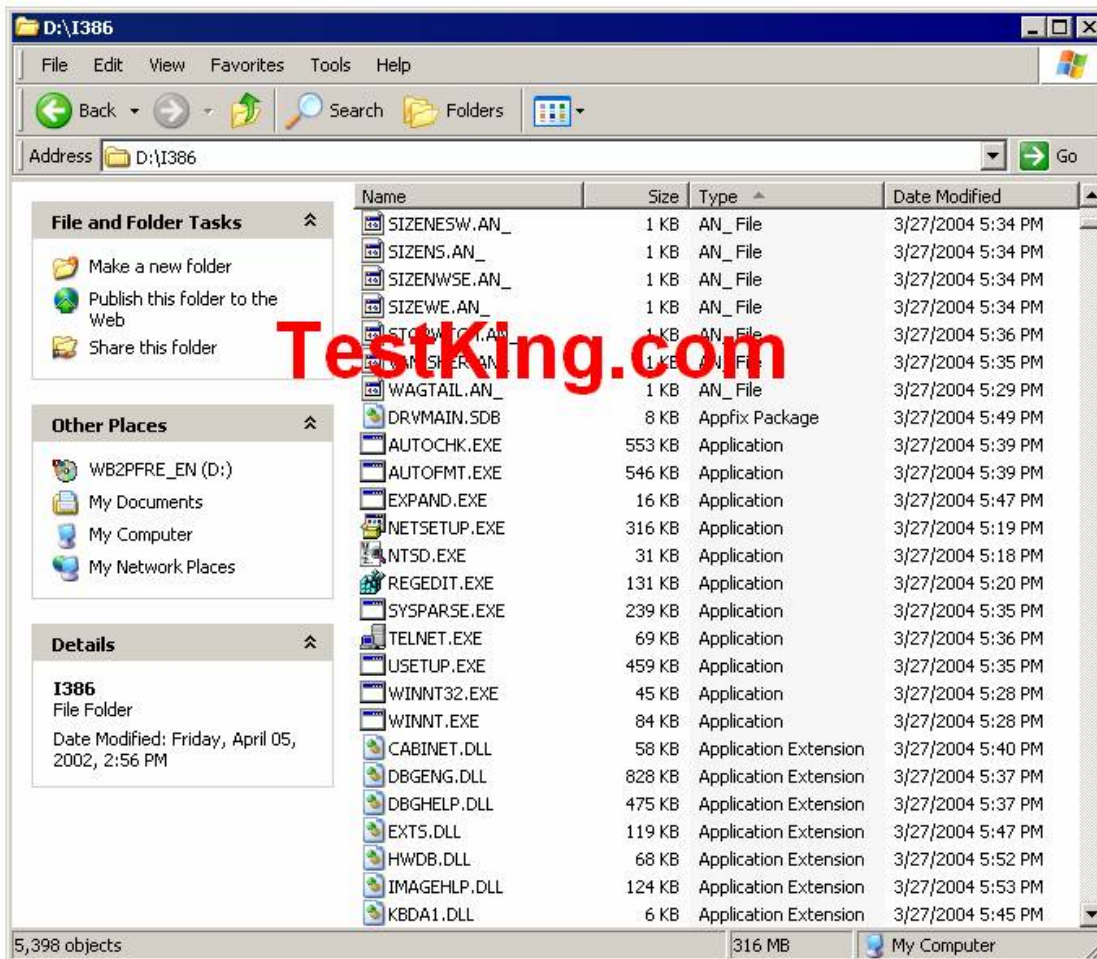 D:\I386
File Edit View Favorites Tools Help
Back Search Folders
Address D:\I386 Go
File and Folder Tasks
Make a new folder
Publish this folder to the
Web
Share this folder
Other Places
WB2PFRE_EN (D:)
My Documents
My Computer
My Network Places
Details
I386
File Folder
Date Modified: Friday, April 05,
2002, 2:56 PM
Name Size Type Date Modified
SIZENESW.AN_ 1 KB AN_ File 3/27/2004 5:34 PM
SIZENS.AN_ 1 KB AN_ File 3/27/2004 5:34 PM
SIZENWSE.AN_ 1 KB AN_ File 3/27/2004 5:34 PM
SIZEWE.AN_ 1 KB AN_ File 3/27/2004 5:34 PM
1 KB AN_ File 3/27/2004 5:36 PM
1 KB AN_ File 3/27/2004 5:35 PM
TestKing.com
WAGTAIL.AN_ 1 KB AN_ File 3/27/2004 5:29 PM
DRVMAIN.SDB 8 KB Appfix Package 3/27/2004 5:49 PM
AUTOCHK.EXE 553 KB Application 3/27/2004 5:39 PM
AUTOFMT.EXE 546 KB Application 3/27/2004 5:39 PM
EXPAND.EXE 16 KB Application 3/27/2004 5:47 PM
NETSETUP.EXE 316 KB Application 3/27/2004 5:19 PM
NTSD.EXE 31 KB Application 3/27/2004 5:18 PM
REGEDIT.EXE 131 KB Application 3/27/2004 5:20 PM
SYSPARSE.EXE 239 KB Application 3/27/2004 5:35 PM
TELNET.EXE 69 KB Application 3/27/2004 5:36 PM
USETUP.EXE 459 KB Application 3/27/2004 5:35 PM
WINNT32.EXE 45 KB Application 3/27/2004 5:28 PM
WINNT.EXE 84 KB Application 3/27/2004 5:28 PM
CABINET.DLL 58 KB Application Extension 3/27/2004 5:40 PM
DBGENG.DLL 828 KB Application Extension 3/27/2004 5:37 PM
DBGHELP.DLL 475 KB Application Extension 3/27/2004 5:37 PM
EXTS.DLL 119 KB Application Extension 3/27/2004 5:47 PM
HWDB.DLL 68 KB Application Extension 3/27/2004 5:52 PM
IMAGEHLP.DLL 124 KB Application Extension 3/27/2004 5:53 PM
KBDA1.DLL 6 KB Application Extension 3/27/2004 5:45 PM
5,398 objects 316 MB My Computer